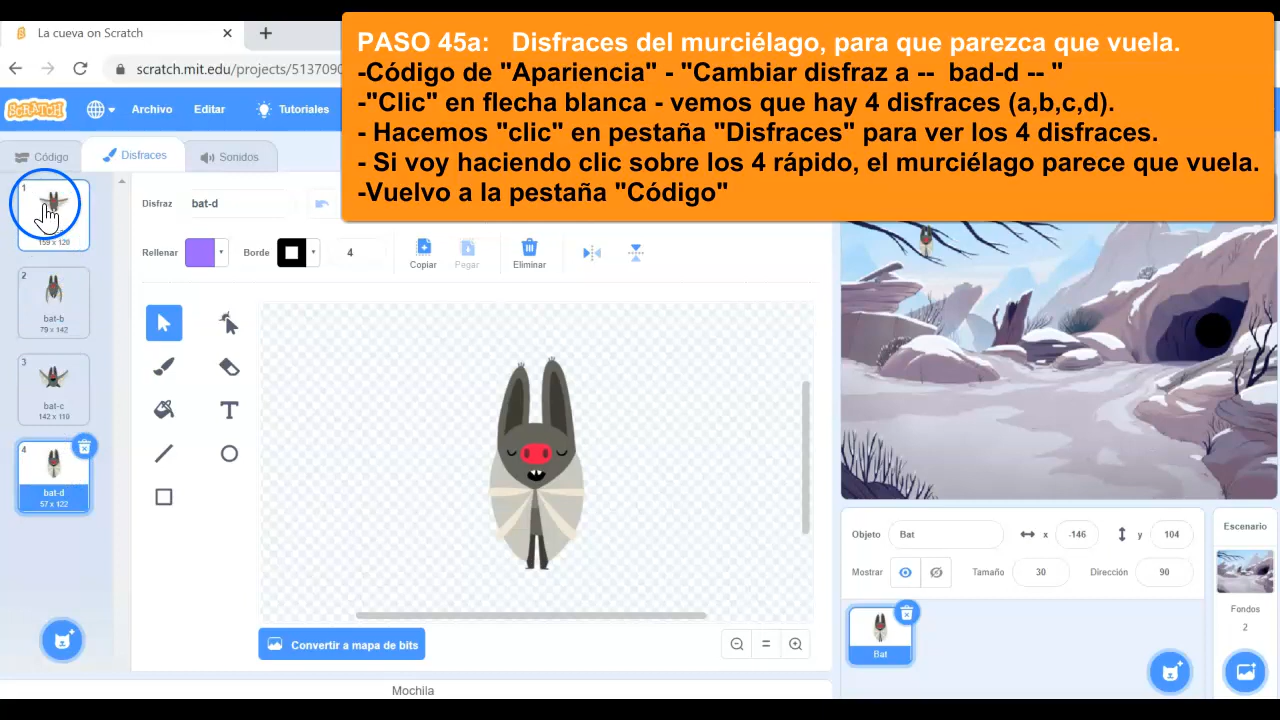 La cueva on Scratch
scratch.mit.edu/projects/5137090
SCRATCH
Archivo
Editar
Tutoriales
PASO 45a: Disfraces del murciélago, para que parezca que vuela.
-Código de "Apariencia" - "Cambiar disfraz a -- bad-d -- "
-"Clic" en flecha blanca - vemos que hay 4 disfraces (a,b,c,d).
- Hacemos "clic" en pestaña "Disfraces" para ver los 4 disfraces.
- Si voy haciendo clic sobre los 4 rápido, el murciélago parece que vuela.
-Vuelvo a la pestaña "Código"
Código
Disfraces
Sonidos
1
159 x 120
2
bat-b
79 x 142
3
bat-c
142 x 110
4
bat-d
57 x 122
Disfraz
bat-d
Rellenar
Borde
4
Copiar
Pegar
Eliminar
Convertir a mapa de bits
Mochila
Objeto
Bat
x
-146
y
104
Mostrar
Tamaño
30
Dirección
90
Bat
Escenario
Fondos
2